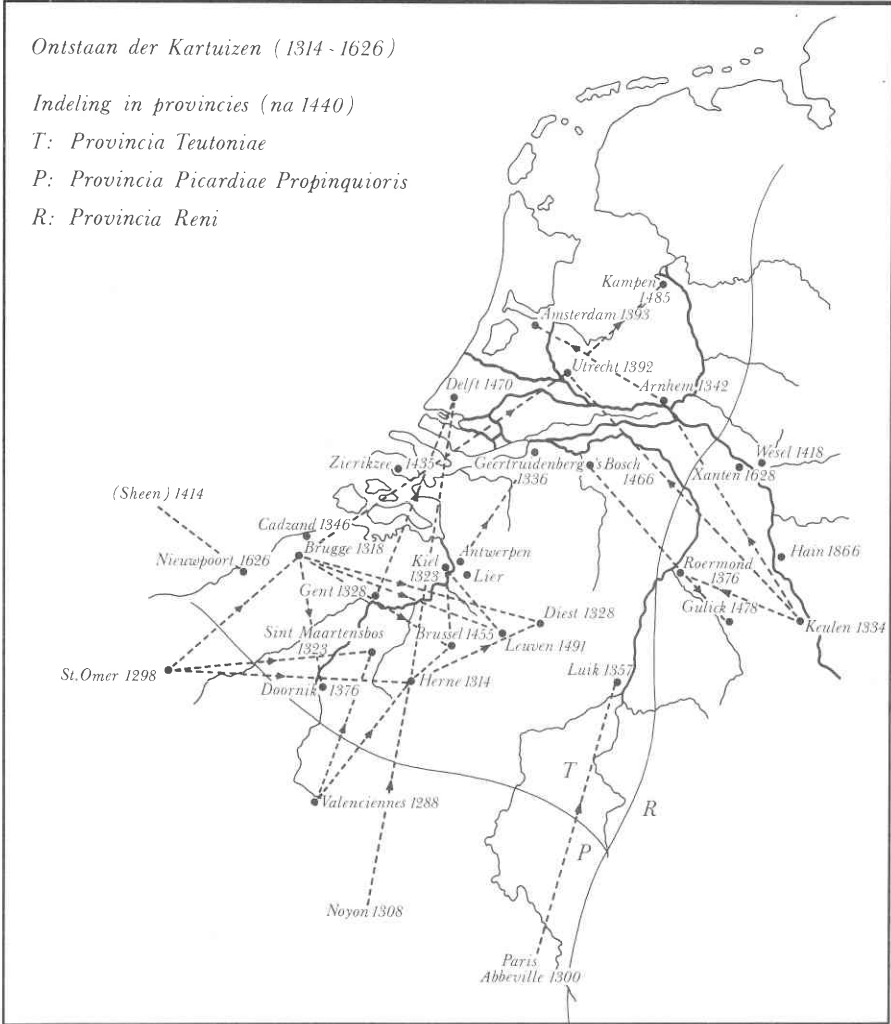 Ontstaan der Kartuizen (1314-1626)
Indeling in provincies (na 1440)
T: Provincia Teutoniae
P: Provincia Picardiae Propinquioris
R: Provincia Reni
Kampen
1485
Amsterdam 1393
Utrecht 1392
Delft 1470
Arnhem 1342
Zierikzee 1435
Geertruidenberg
1336
's Bosch
1466
Wesel 1418
Xanten 1628
(Sheen) 1414
Cadzand 1346
Brugge 1318
Nieuwpoort 1626
Kiel
1323
Antwerpen
Lier
Hain 1866
Roermond
1376
Gulick 1478
Gent 1328
Diest 1328
Keulen 1334
Sint Maartensbos
1323
Brussel 1455
Leuven 1491
St. Omer 1298
Doornik 1376
Herne 1314
Luik 1357
T
R
P
Valenciennes 1288
Noyon 1308
Paris
Abbeville 1300